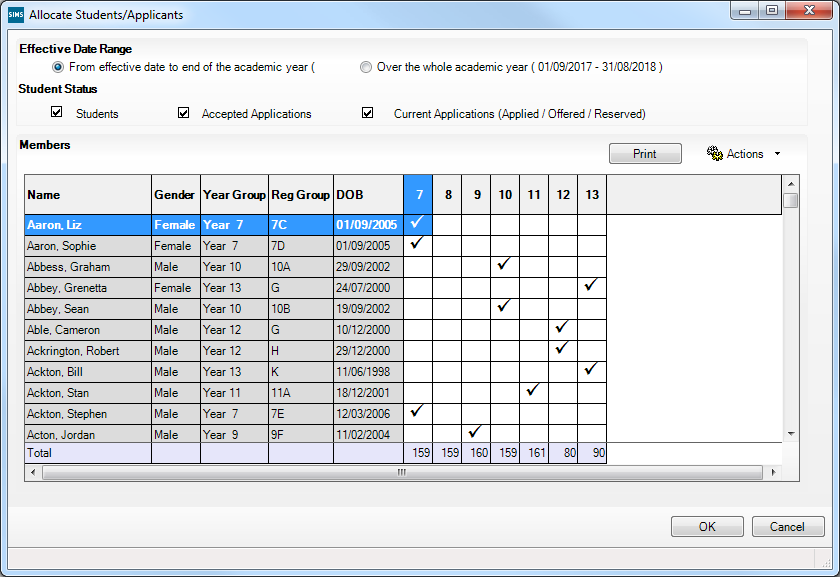 SIMS Allocate Students/Applicants
Effective Date Range
From effective date to end of the academic year ( Over the whole academic year ( 01/09/2017 - 31/08/2018 )
Student Status
Students Accepted Applications Current Applications (Applied / Offered / Reserved)
Members
Print Actions
Name Gender Year Group Reg Group DOB 7 8 9 10 11 12 13
Aaron, Liz Female Year 7 7C 01/09/2005
Aaron, Sophie Female Year 7 7D 01/09/2005
Abbess, Graham Male Year 10 10A 29/09/2002
Abbey, Grenetta Female Year 13 G 24/07/2000
Abbey, Sean Male Year 10 10B 19/09/2002
Able, Cameron Male Year 12 G 10/12/2000
Ackrington, Robert Male Year 12 H 29/12/2000
Ackton, Bill Male Year 13 K 11/06/1998
Ackton, Stan Male Year 11 11A 18/12/2001
Ackton, Stephen Male Year 7 7E 12/03/2006
Acton, Jordan Male Year 9 9F 11/02/2004
Total 159 159 160 159 161 80 90
OK Cancel